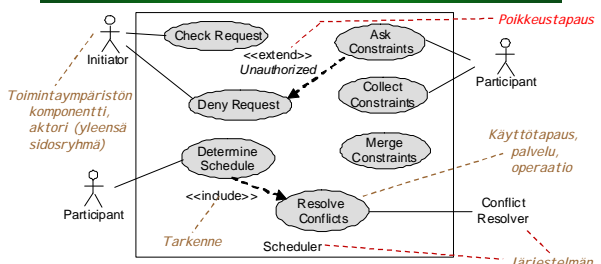 Poikkeustapaus
Check Request
Ask
Constraints
<<extend>>
Unauthorized
Initiator
Participant
Toimintaympäristön
komponentti,
aktori (yleensä
sidosryhmä)
Deny Request
Collect
Constraints
Käyttötapaus,
palvelu,
operaatio
Determine
Schedule
Merge
Constraints
<<include>>
Participant
Resolve
Conflicts
Conflict
Resolver
Tarkenne
Scheduler
Järjestelmän